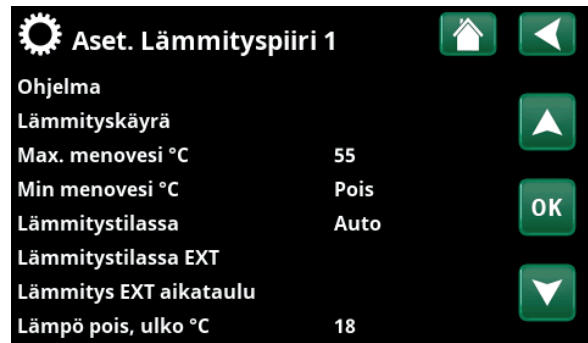 Aset. Lämmityspiiri 1
Ohjelma
Lämmityskäyrä
Max. menovesi °C 55
Min menovesi °C Pois
Lämmitystilassa Auto
OK
Lämmitystilassa EXT
Lämmitys EXT aikataulu
Lämpö pois, ulko °C 18